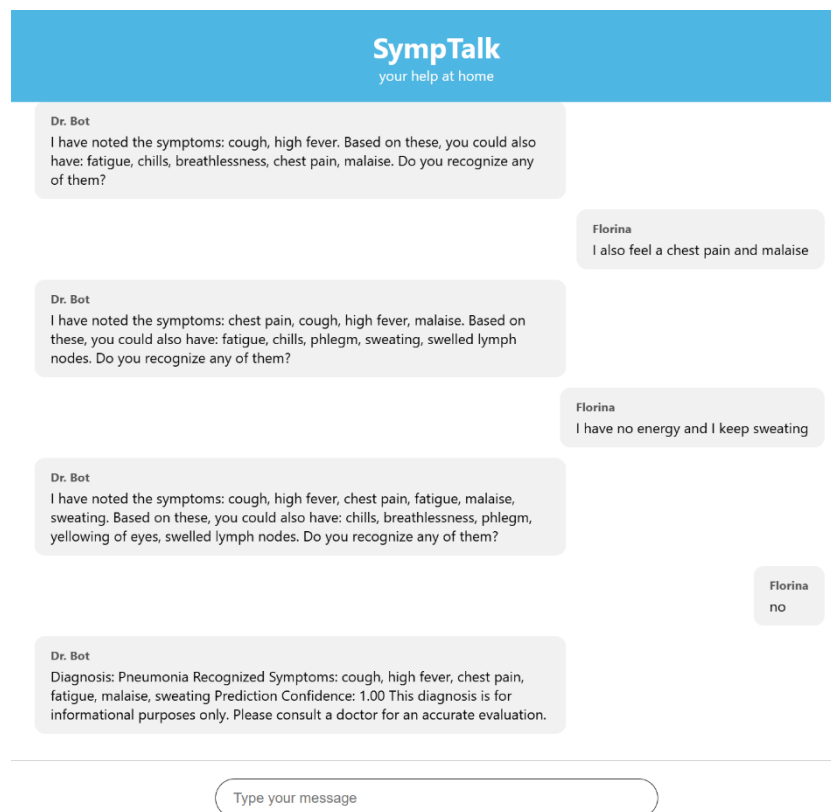 SympTalk
your help at home
Dr. Bot
I have noted the symptoms: cough, high fever. Based on these, you could also
have: fatigue, chills, breathlessness, chest pain, malaise. Do you recognize any
of them?
Florina
I also feel a chest pain and malaise
Dr. Bot
I have noted the symptoms: chest pain, cough, high fever, malaise. Based on
these, you could also have: fatigue, chills, phlegm, sweating, swelled lymph
nodes. Do you recognize any of them?
Florina
I have no energy and I keep sweating
Dr. Bot
I have noted the symptoms: cough, high fever, chest pain, fatigue, malaise,
sweating. Based on these, you could also have: chills, breathlessness, phlegm,
yellowing of eyes, swelled lymph nodes. Do you recognize any of them?
Florina
no
Dr. Bot
Diagnosis: Pneumonia Recognized Symptoms: cough, high fever, chest pain,
fatigue, malaise, sweating Prediction Confidence: 1.00 This diagnosis is for
informational purposes only. Please consult a doctor for an accurate evaluation.
Type your message